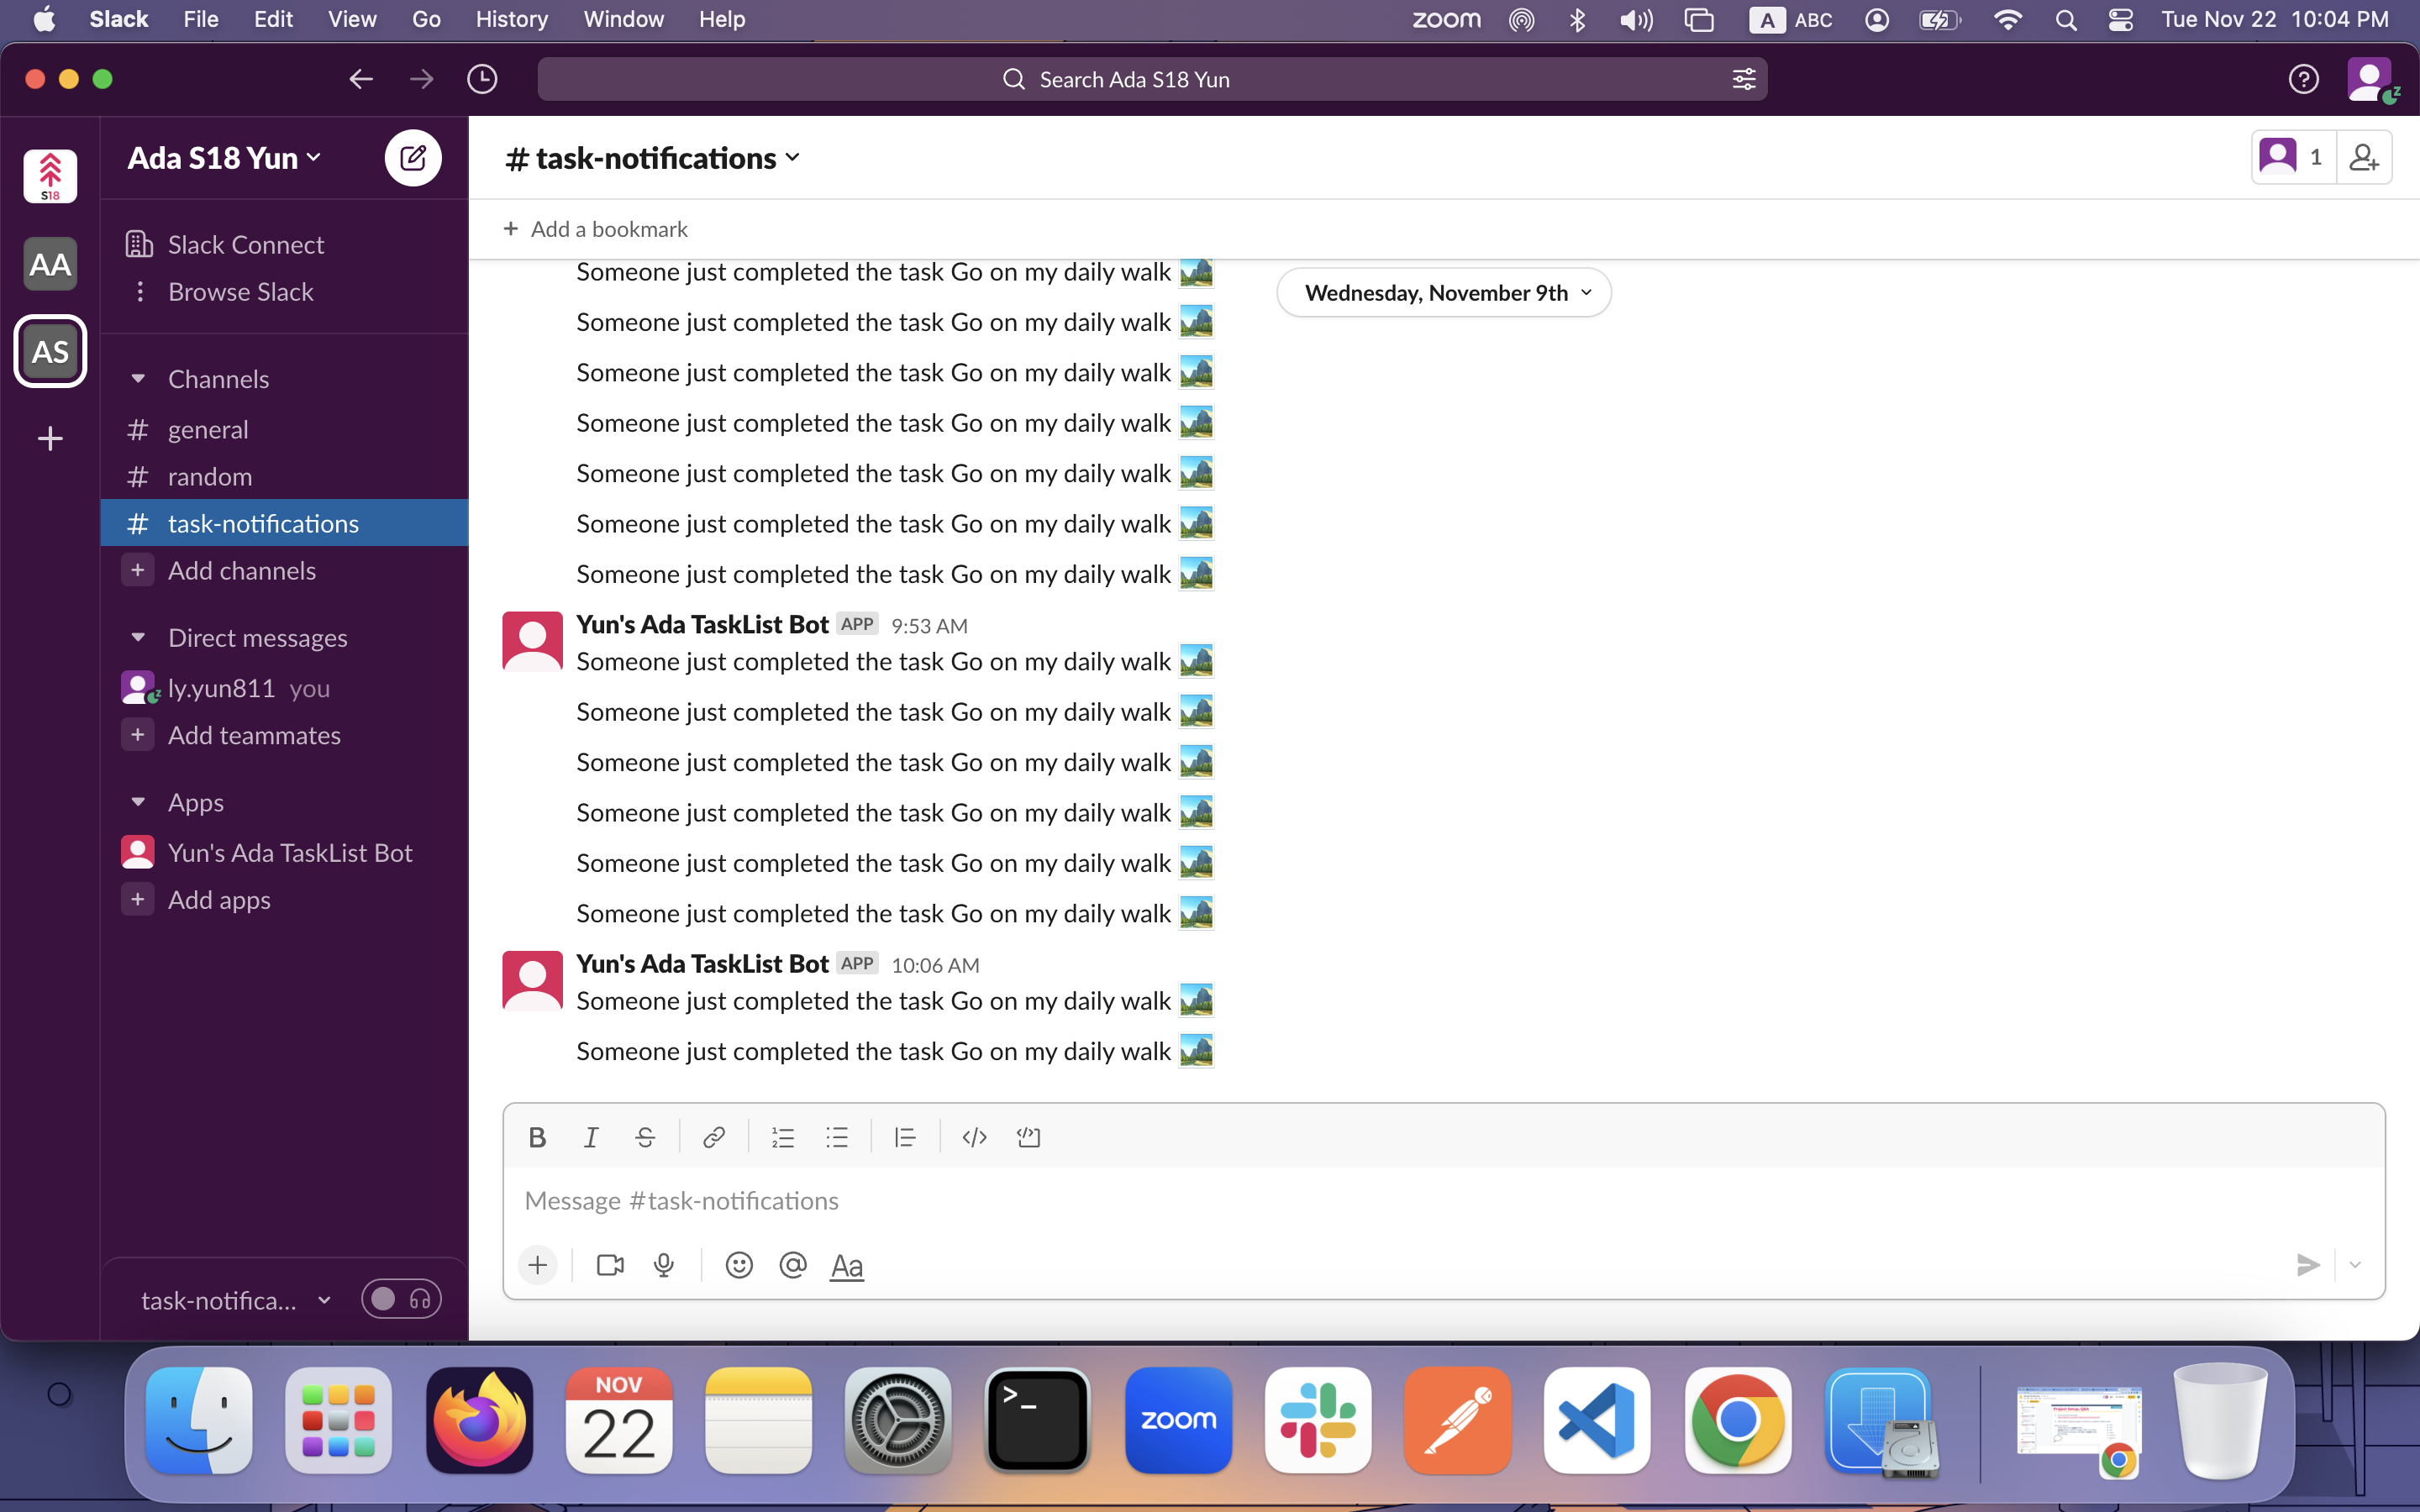 Slack File Edit View Go History Window Help zoom A ABC Tue Nov 22 10:04 PM
Search Ada S18 Yun
S18
AA
AS
Ada S18 Yun
Slack Connect
Browse Slack
Channels
# general
# random
# task-notifications
+ Add channels
Direct messages
ly.yun811 you
+ Add teammates
Apps
Yun's Ada TaskList Bot
+ Add apps
task-notifica...
# task-notifications
1
+ Add a bookmark
Wednesday, November 9th
Someone just completed the task Go on my daily walk
Someone just completed the task Go on my daily walk
Someone just completed the task Go on my daily walk
Someone just completed the task Go on my daily walk
Someone just completed the task Go on my daily walk
Someone just completed the task Go on my daily walk
Someone just completed the task Go on my daily walk
Yun's Ada TaskList Bot APP 9:53 AM
Someone just completed the task Go on my daily walk
Someone just completed the task Go on my daily walk
Someone just completed the task Go on my daily walk
Someone just completed the task Go on my daily walk
Someone just completed the task Go on my daily walk
Someone just completed the task Go on my daily walk
Yun's Ada TaskList Bot APP 10:06 AM
Someone just completed the task Go on my daily walk
Someone just completed the task Go on my daily walk
B I S
Message #task-notifications
+ @ Aa
NOV
22
>_
zoom